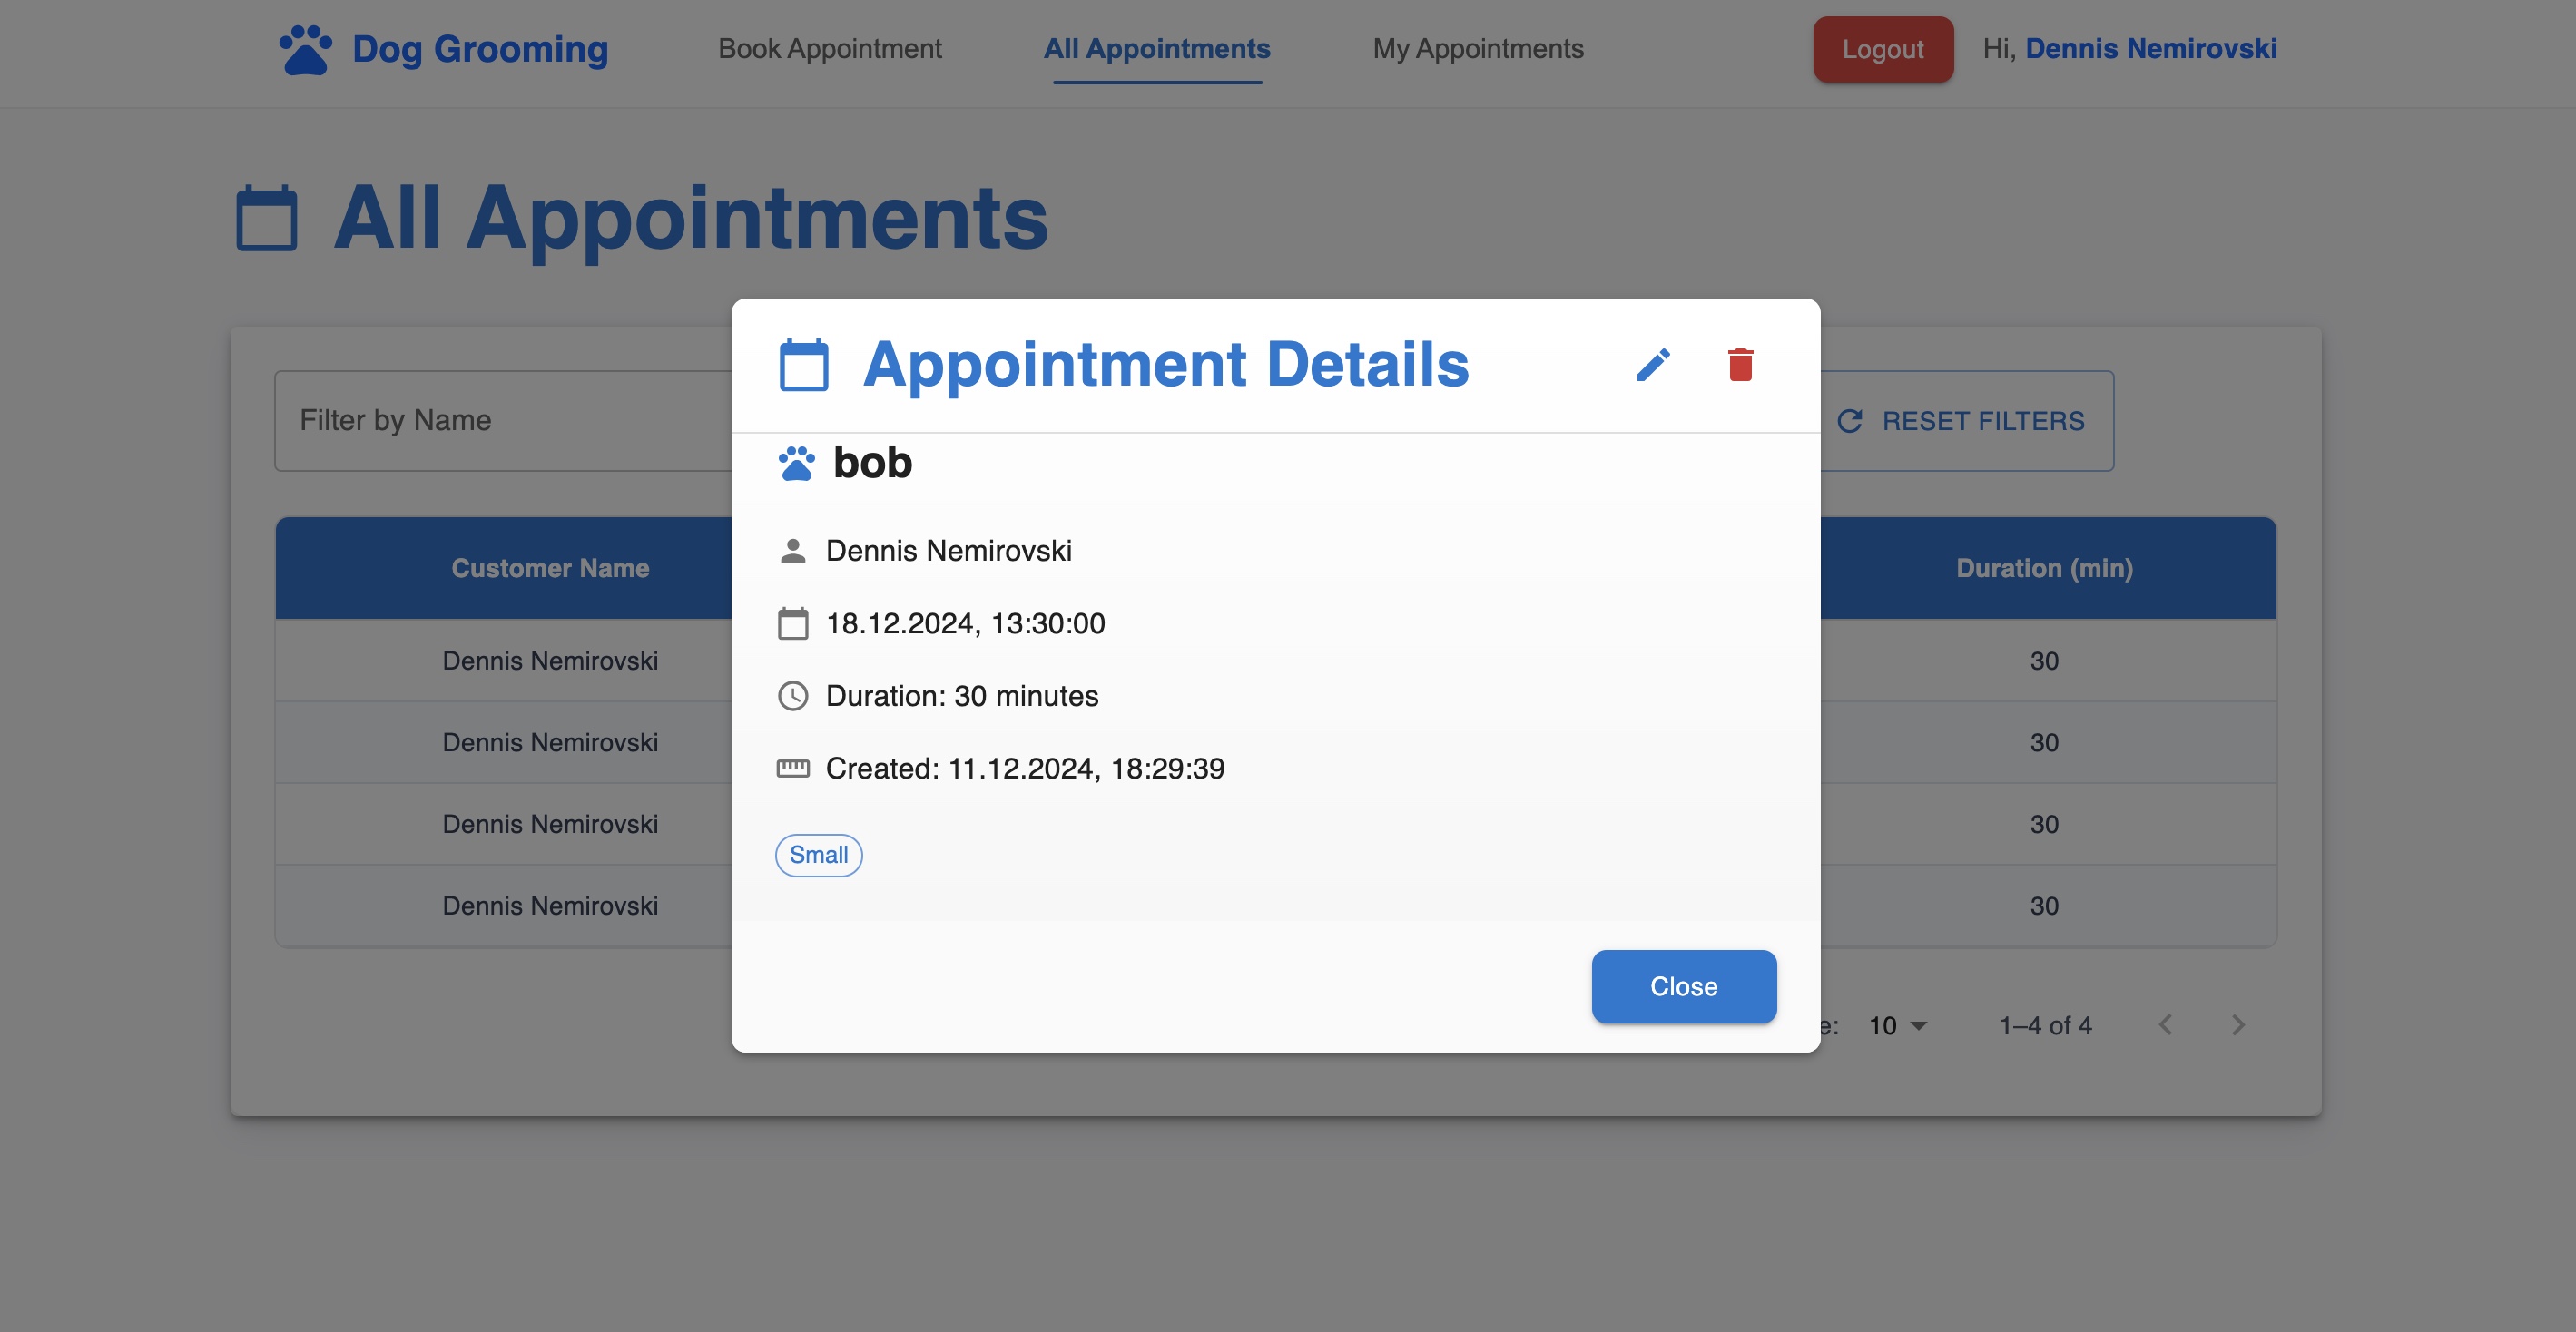 Dog Grooming
Book Appointment
All Appointments
My Appointments
Logout
Hi, Dennis Nemirovski
All Appointments
Filter by Name
RESET FILTERS
Customer Name
Duration (min)
Dennis Nemirovski
30
Dennis Nemirovski
30
Dennis Nemirovski
30
Dennis Nemirovski
30
10
1–4 of 4
Appointment Details
bob
Dennis Nemirovski
18.12.2024, 13:30:00
Duration: 30 minutes
Created: 11.12.2024, 18:29:39
Small
Close